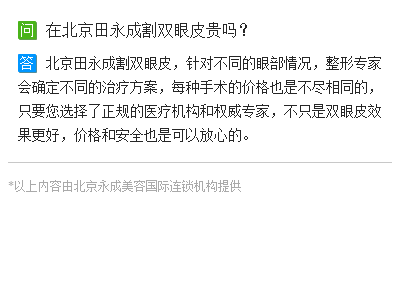 问 在北京田永成割双眼皮贵吗？
答 北京田永成割双眼皮，针对不同的眼部情况，整形专家
会确定不同的治疗方案，每种手术的价格也是不尽相同的，
只要您选择了正规的医疗机构和权威专家，不只是双眼皮效
果更好，价格和安全也是可以放心的。
*以上内容由北京永成美容国际连锁机构提供